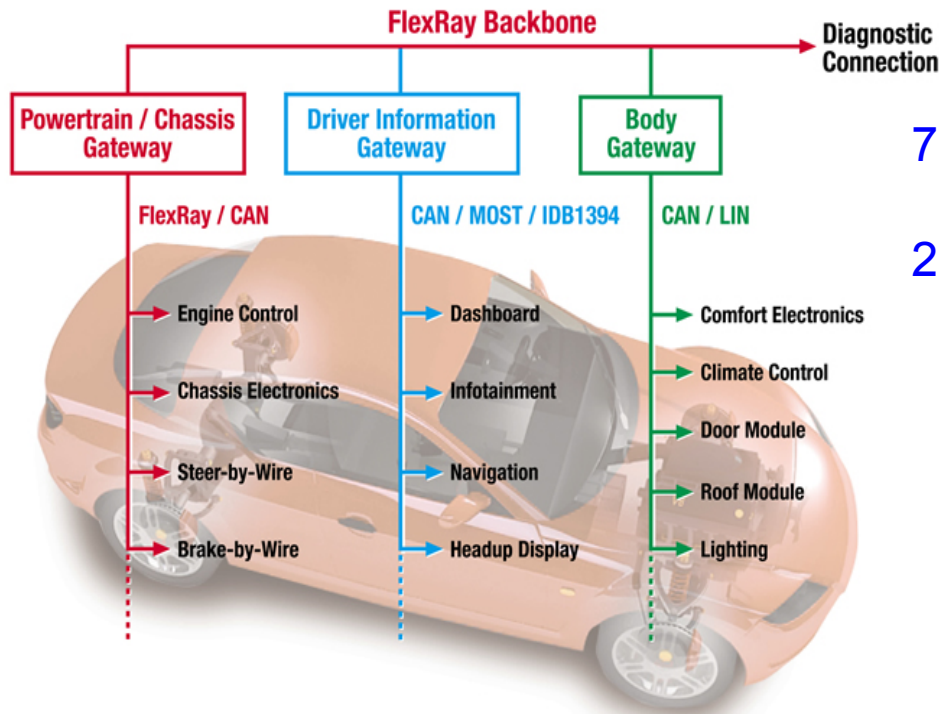 FlexRay Backbone
Diagnostic
Connection
Powertrain / Chassis
Gateway
Driver Information
Gateway
Body
Gateway
7
FlexRay / CAN
CAN / MOST / IDB1394
CAN / LIN
2
Engine Control
Dashboard
Comfort Electronics
Climate Control
Chassis Electronics
Infotainment
Door Module
Steer-by-Wire
Navigation
Roof Module
Brake-by-Wire
Headup Display
Lighting